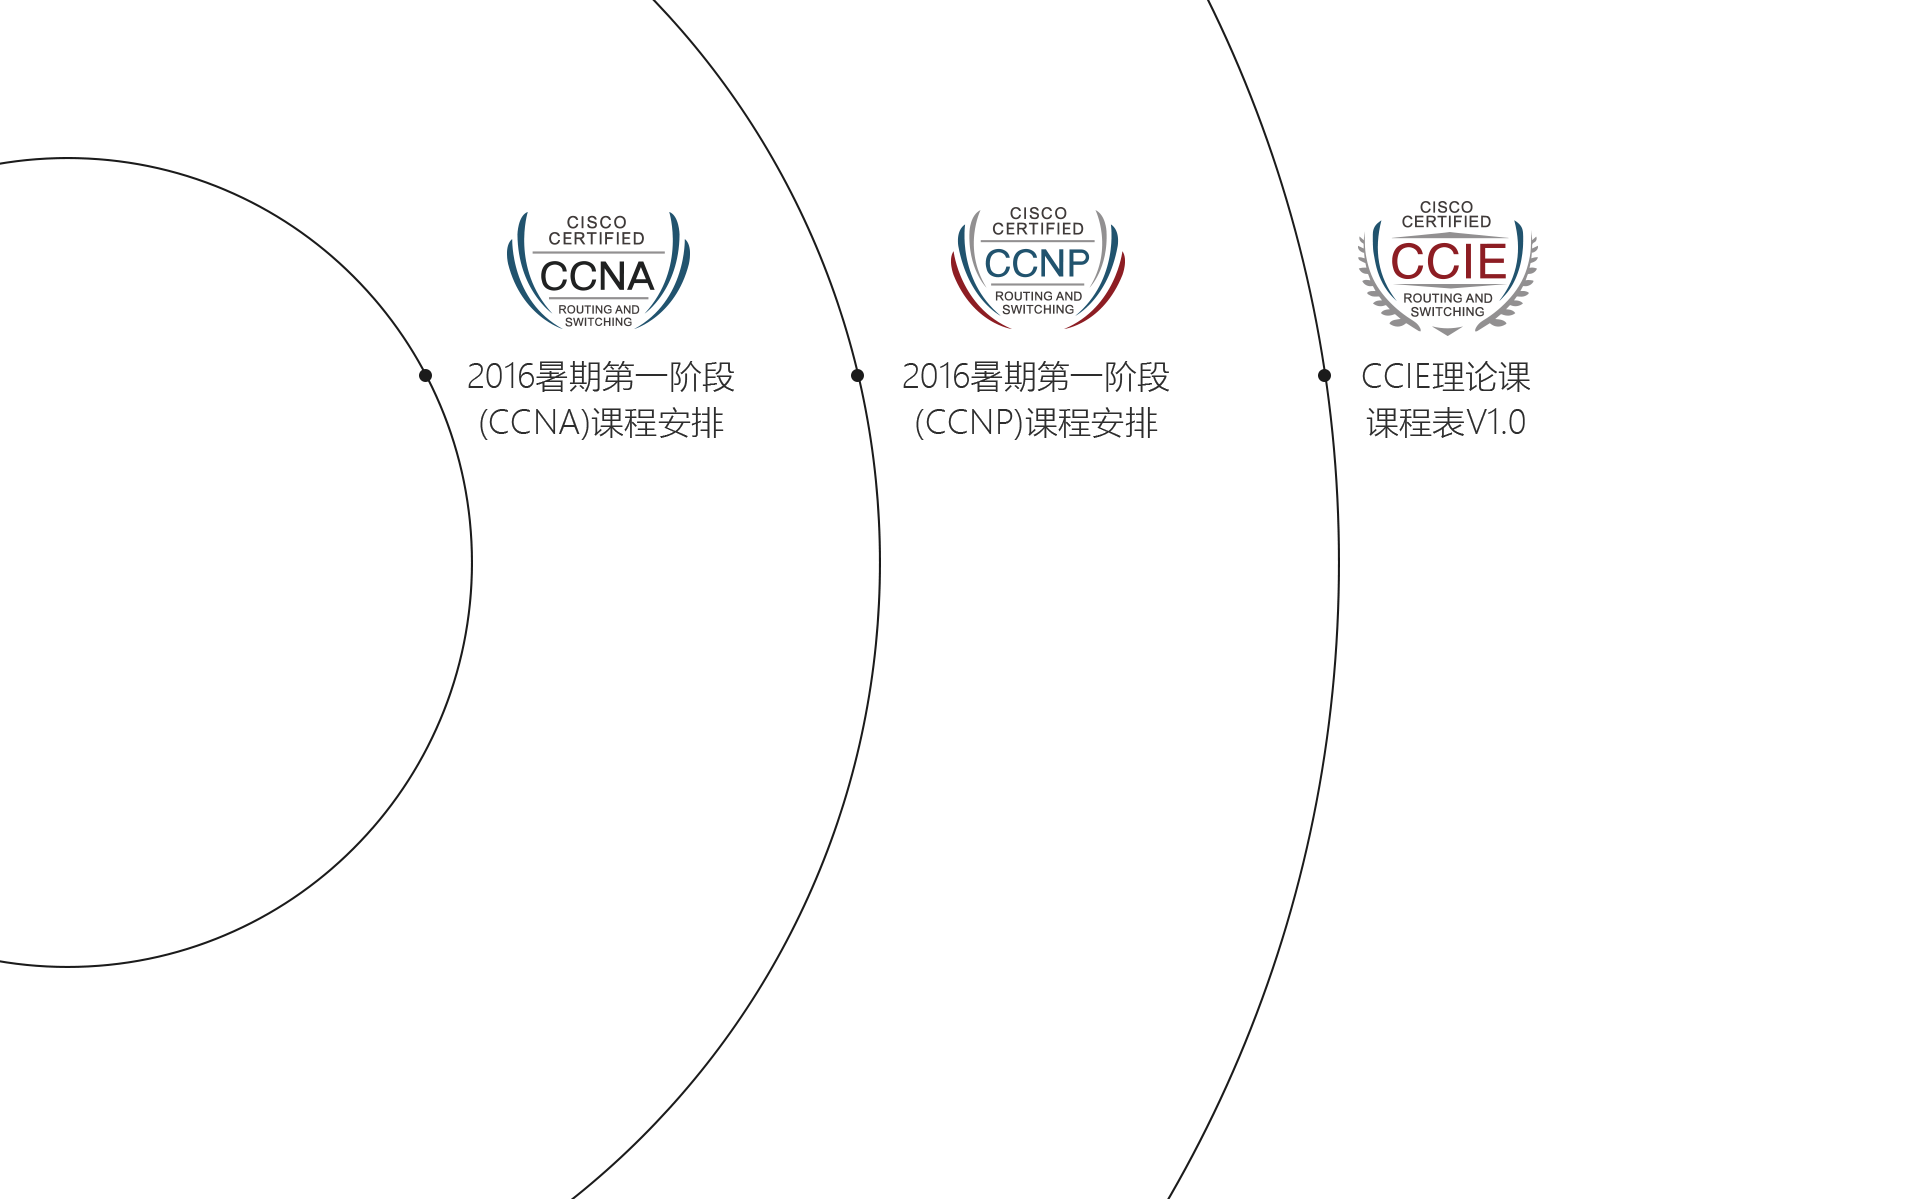 CISCO
CERTIFIED
CCNA
ROUTING AND
SWITCHING
2016暑期第一阶段
(CCNA)课程安排
CISCO
CERTIFIED
CCNP
ROUTING AND
SWITCHING
2016暑期第一阶段
(CCNP)课程安排
CISCO
CERTIFIED
CCIE
ROUTING AND
SWITCHING
CCIE理论课
课程表V1.0